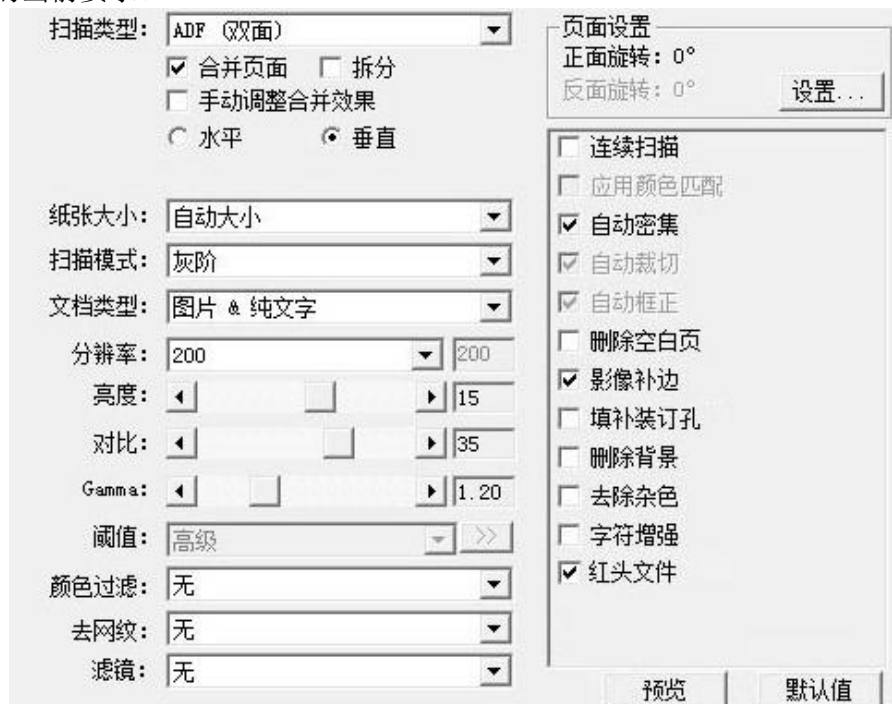 扫描类型: ADF (双面)
合并页面 拆分
手动调整合并效果
水平 垂直
纸张大小: 自动大小
扫描模式: 灰阶
文档类型: 图片 & 纯文字
分辨率: 200 200
亮度: 15
对比: 35
Gamma: 1.20
阈值: 高级 >>
颜色过滤: 无
去网纹: 无
滤镜: 无
页面设置
正面旋转: 0°
反面旋转: 0° 设置...
连续扫描
应用颜色匹配
自动密集
自动裁切
自动框正
删除空白页
影像补边
填补装订孔
删除背景
去除杂色
字符增强
红头文件
预览 默认值